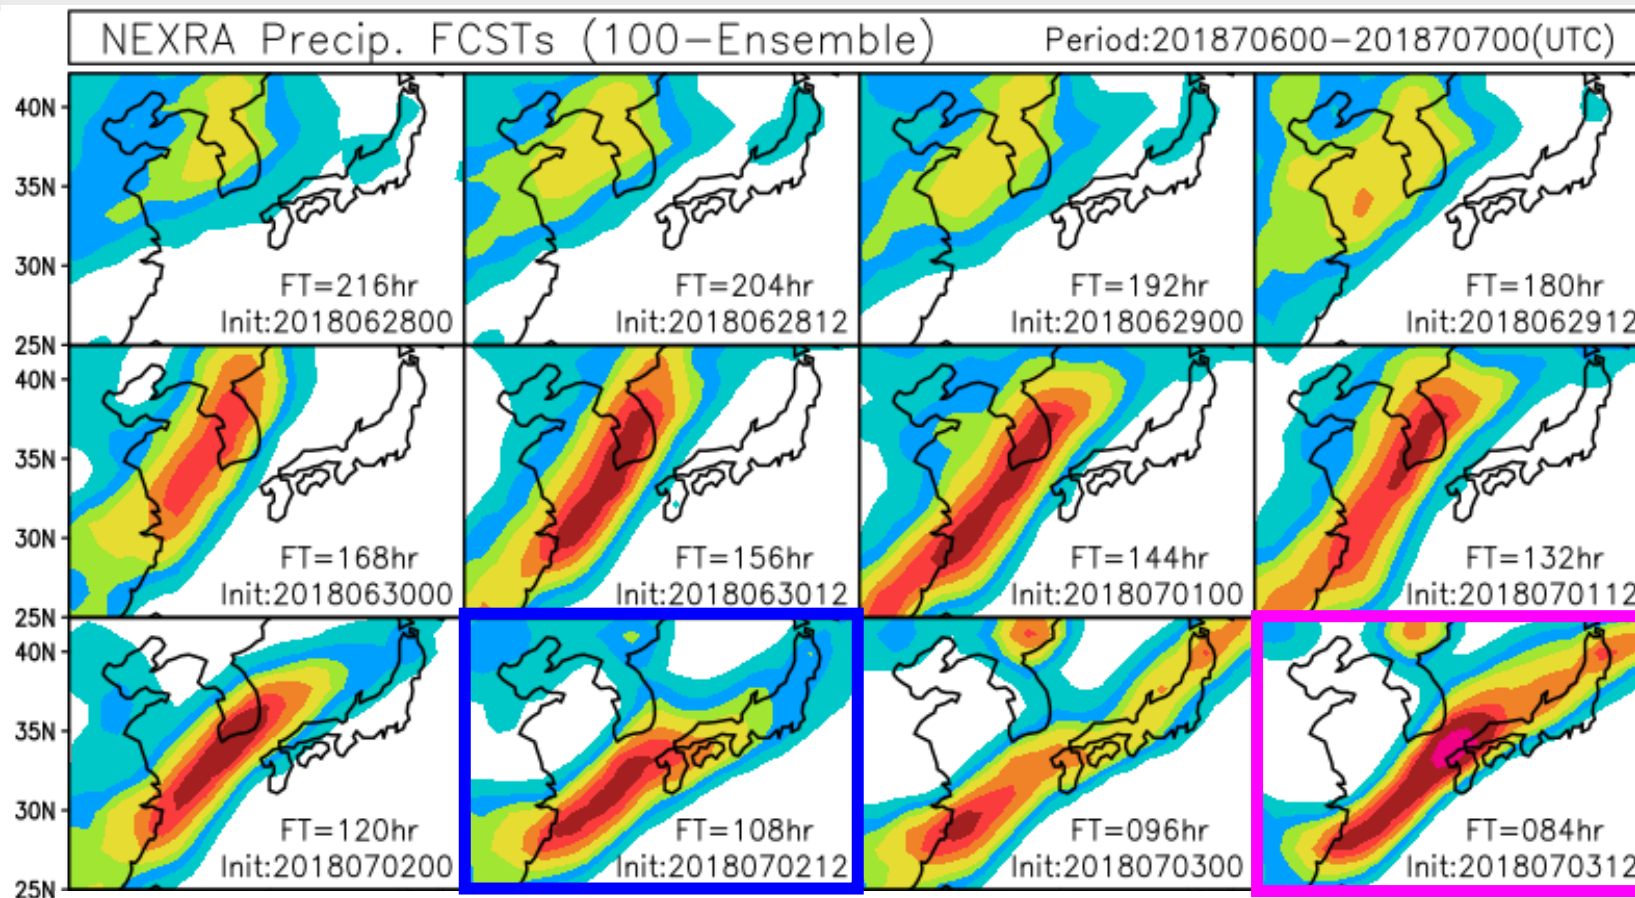 NEXRA Precip. FCSTs (100-Ensemble) Period:201870600-201870700(UTC)
40N
35N
30N
25N
FT=216hr
Init:2018062800
FT=204hr
Init:2018062812
FT=192hr
Init:2018062900
FT=180hr
Init:2018062912
40N
35N
30N
25N
FT=168hr
Init:2018063000
FT=156hr
Init:2018063012
FT=144hr
Init:2018070100
FT=132hr
Init:2018070112
40N
35N
30N
25N
FT=120hr
Init:2018070200
FT=108hr
Init:2018070212
FT=096hr
Init:2018070300
FT=084hr
Init:2018070312